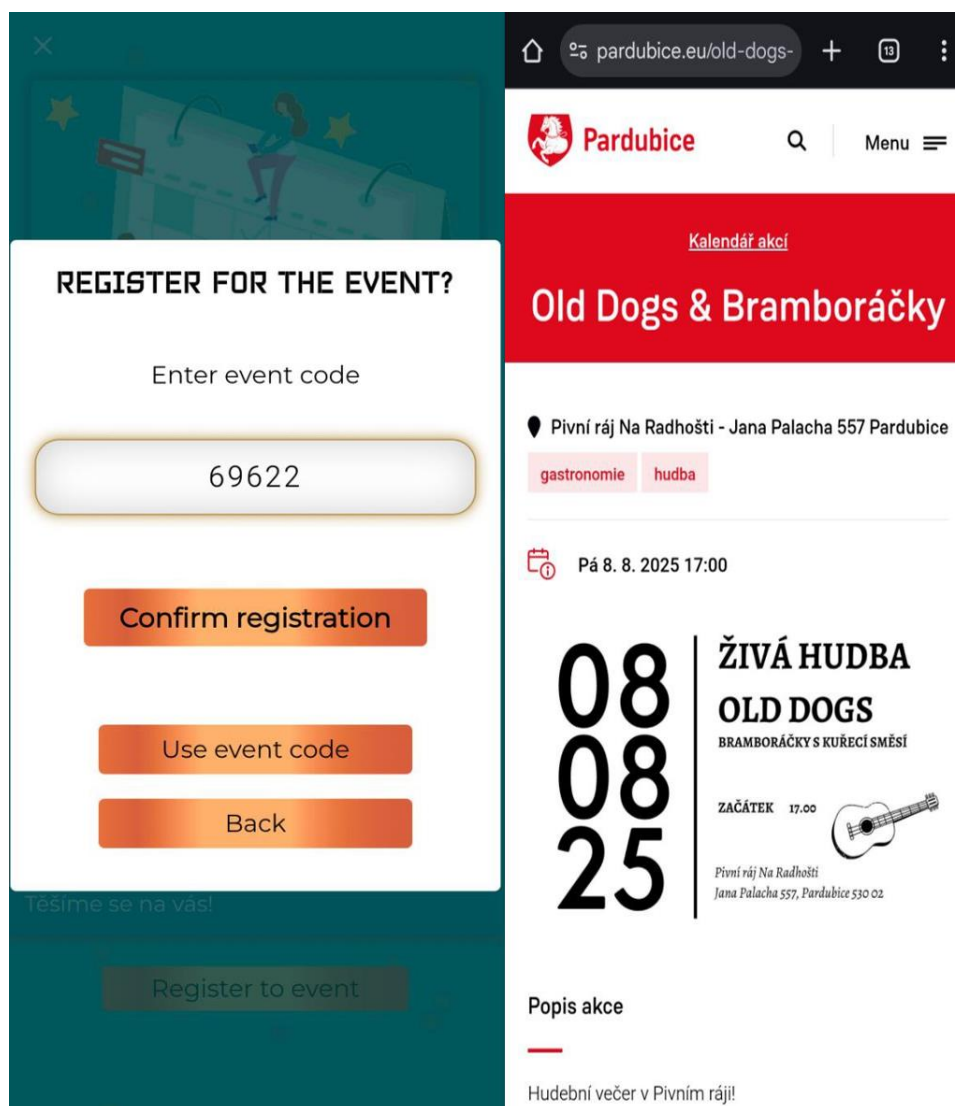 REGISTER FOR THE EVENT?
Enter event code
69622
Confirm registration
Use event code
Back
Těšíme se na vás!
Register to event
pardubice.eu/old-dogs-
13
Pardubice
Menu
Kalendář akcí
Old Dogs & Bramboráčky
Pivní ráj Na Radhošti - Jana Palacha 557 Pardubice
gastronomie hudba
Pá 8. 8. 2025 17:00
08
08
25
ŽIVÁ HUDBA
OLD DOGS
BRAMBORÁČKY S KUŘECÍ SMĚSÍ
ZAČÁTEK 17.00
Pivní ráj Na Radhošti
Jana Palacha 557, Pardubice 530 02
Popis akce
Hudební večer v Pivním ráji!